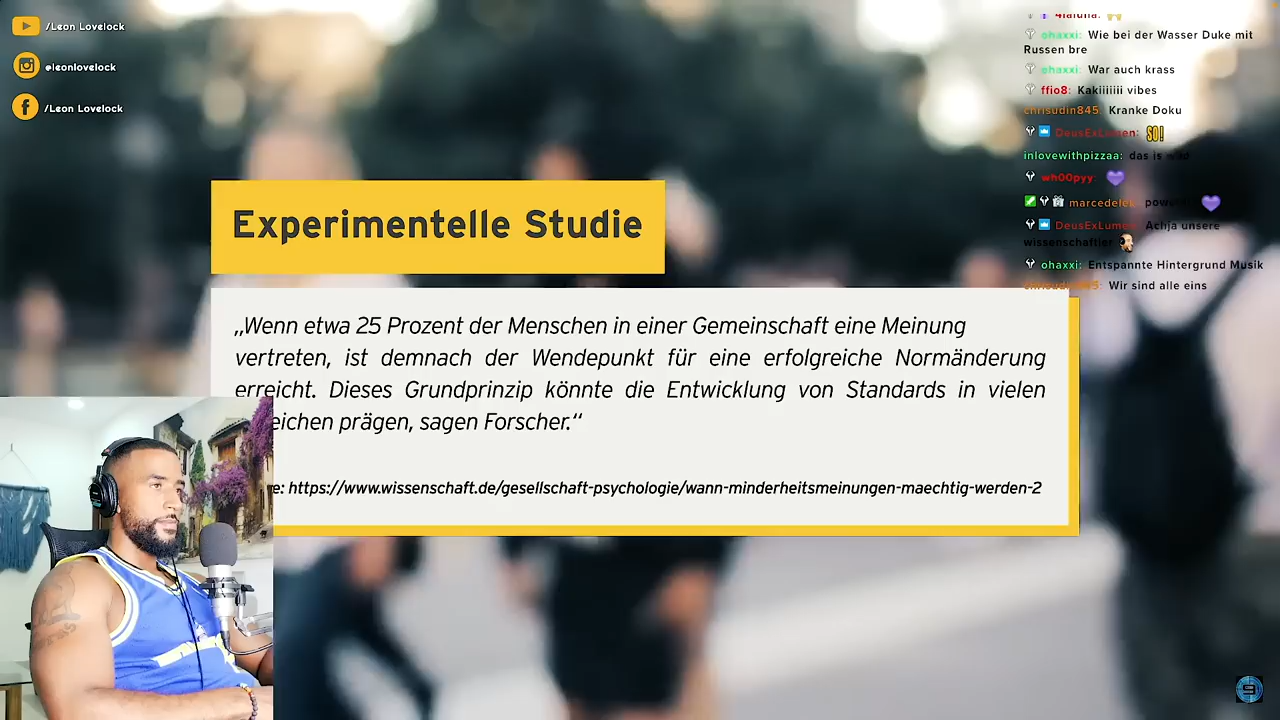 /Leon Lovelock
@leonlovelock
/Leon Lovelock
Experimentelle Studie
„Wenn etwa 25 Prozent der Menschen in einer Gemeinschaft eine Meinung
vertreten, ist demnach der Wendepunkt für eine erfolgreiche Normänderung
erreicht. Dieses Grundprinzip könnte die Entwicklung von Standards in vielen
eichen prägen, sagen Forscher.“
e: https://www.wissenschaft.de/gesellschaft-psychologie/wann-minderheitsmeinungen-maechtig-werden-2
ohaxxi: Wie bei der Wasser Duke mit
Russen bre
ohaxxi: War auch krass
ffio8: Kakiiiiii vibes
chrisudin845: Kranke Doku
DeusExLumen: SO!
inlovewithpizzaa: das is wild
wh00pyy:
marcedefek:
DeusExLumen: Achja unsere
wissenschaftler
ohaxxi: Entspannte Hintergrund Musik
chrisudin845: Wir sind alle eins